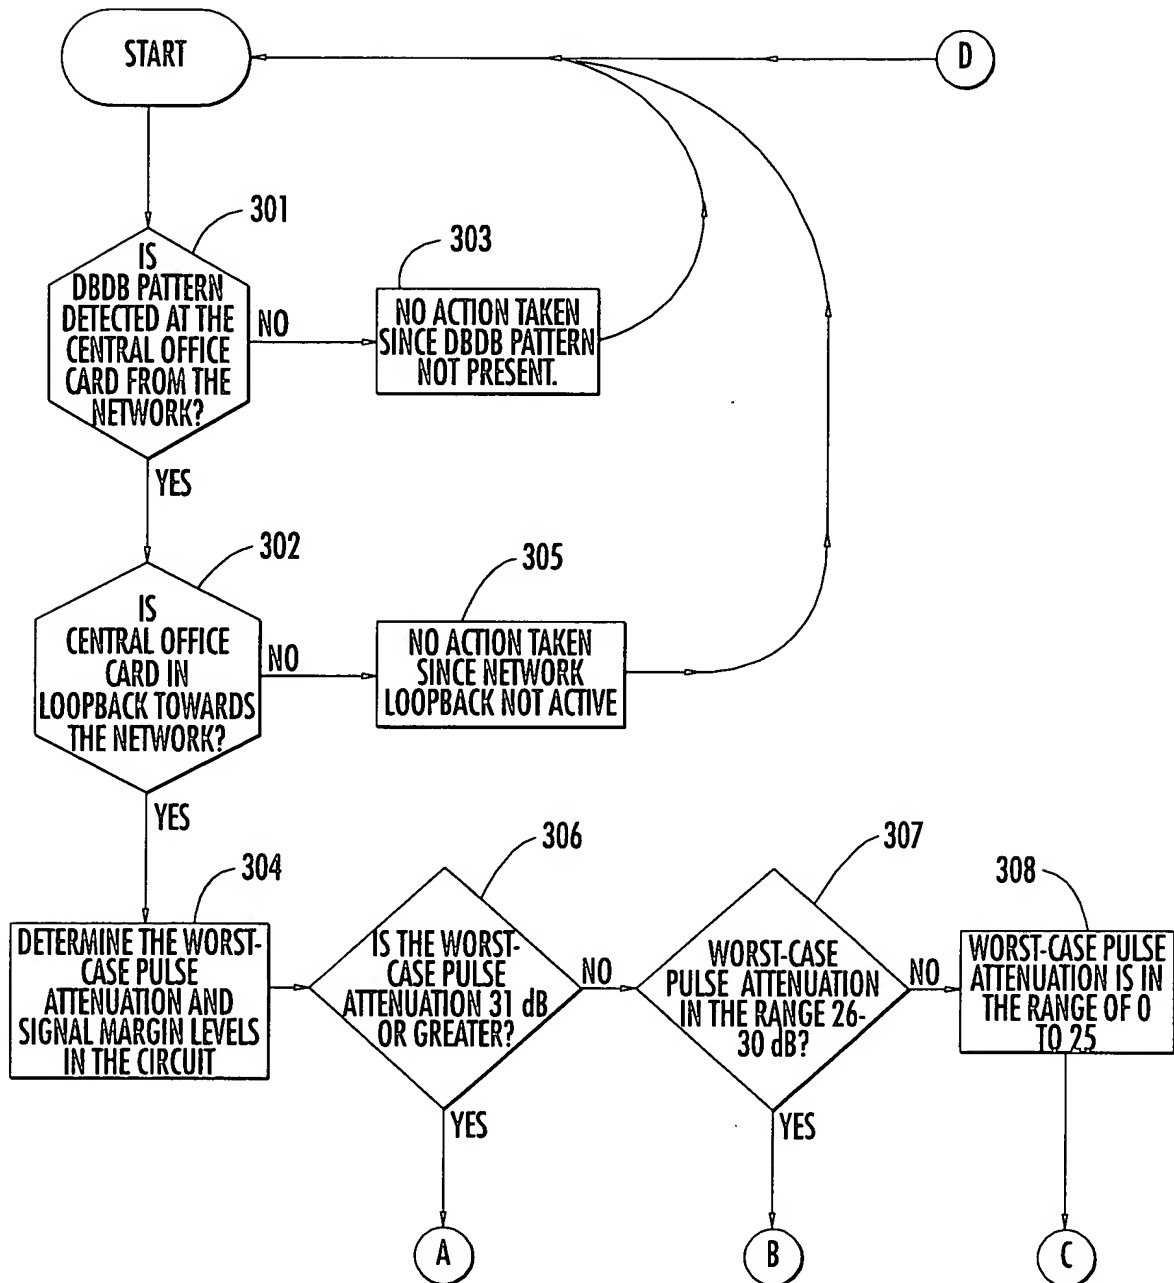 START
D
301
IS
DBDB PATTERN
DETECTED AT THE
CENTRAL OFFICE
CARD FROM THE
NETWORK?
NO
303
NO ACTION TAKEN
SINCE DBDB PATTERN
NOT PRESENT.
YES
302
IS
CENTRAL OFFICE
CARD IN
LOOPBACK TOWARDS
THE NETWORK?
NO
305
NO ACTION TAKEN
SINCE NETWORK
LOOPBACK NOT ACTIVE
YES
304
DETERMINE THE WORST-
CASE PULSE
ATTENUATION AND
SIGNAL MARGIN LEVELS
IN THE CIRCUIT
306
IS THE WORST-
CASE PULSE
ATTENUATION 31 dB
OR GREATER?
NO
307
WORST-CASE
PULSE ATTENUATION
IN THE RANGE 26-
30 dB?
NO
308
WORST-CASE PULSE
ATTENUATION IS IN
THE RANGE OF 0
TO 25
YES
YES
A
B
C